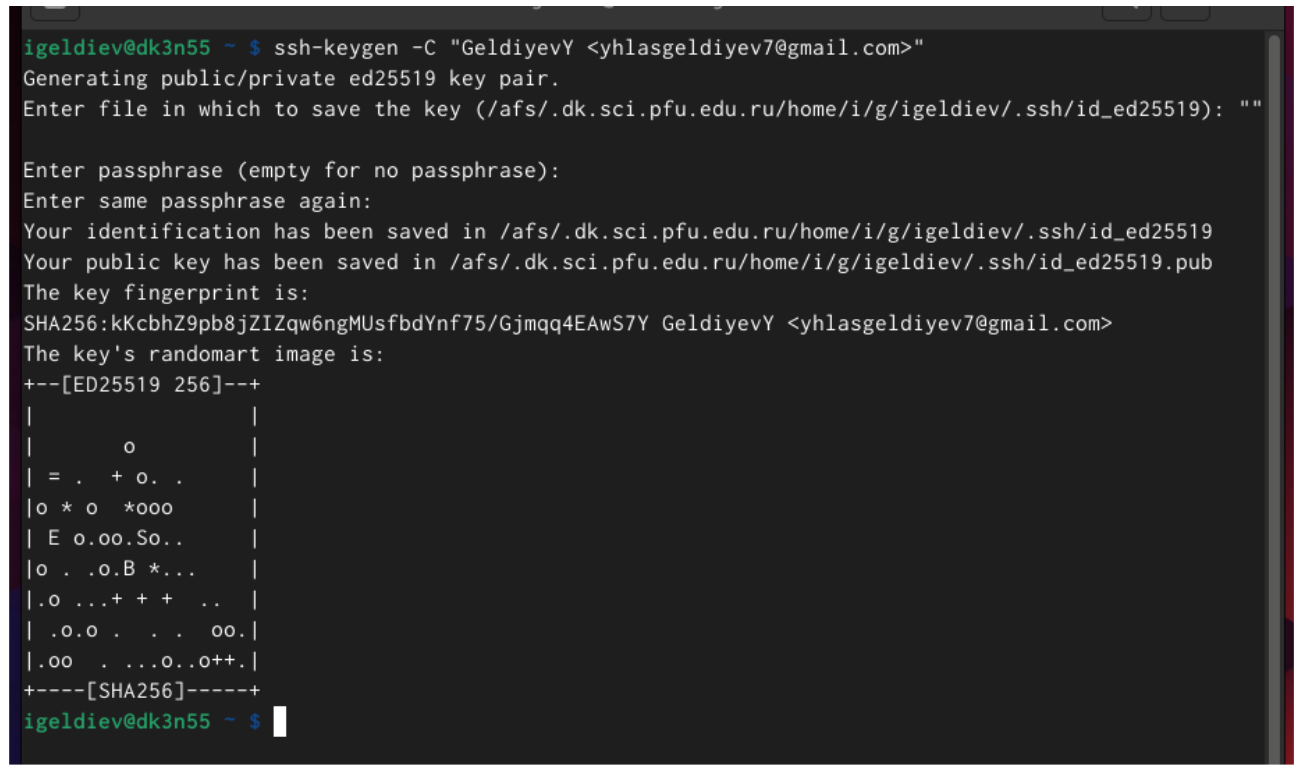 igeldiev@dk3n55 ~ $ ssh-keygen -C "GeldiyevY <yhlasgeldiyev7@gmail.com>"
Generating public/private ed25519 key pair.
Enter file in which to save the key (/afs/.dk.sci.pfu.edu.ru/home/i/g/igeldiev/.ssh/id_ed25519): ""
Enter passphrase (empty for no passphrase):
Enter same passphrase again:
Your identification has been saved in /afs/.dk.sci.pfu.edu.ru/home/i/g/igeldiev/.ssh/id_ed25519
Your public key has been saved in /afs/.dk.sci.pfu.edu.ru/home/i/g/igeldiev/.ssh/id_ed25519.pub
The key fingerprint is:
SHA256:kKcbhZ9pb8jZIZqw6ngMUsfbdYnf75/Gjmqq4EAwS7Y GeldiyevY <yhlasgeldiyev7@gmail.com>
The key's randomart image is:
+--[ED25519 256]--+
|                 |
|       o         |
| = .  + o. .     |
|o * o  *ooo      |
| E o.oo.So..     |
|o . .o.B *...    |
|.o ...+ + +  ..  |
| .o.o .  . .  oo.|
|.oo  . ...o..o++.|
+----[SHA256]-----+
igeldiev@dk3n55 ~ $